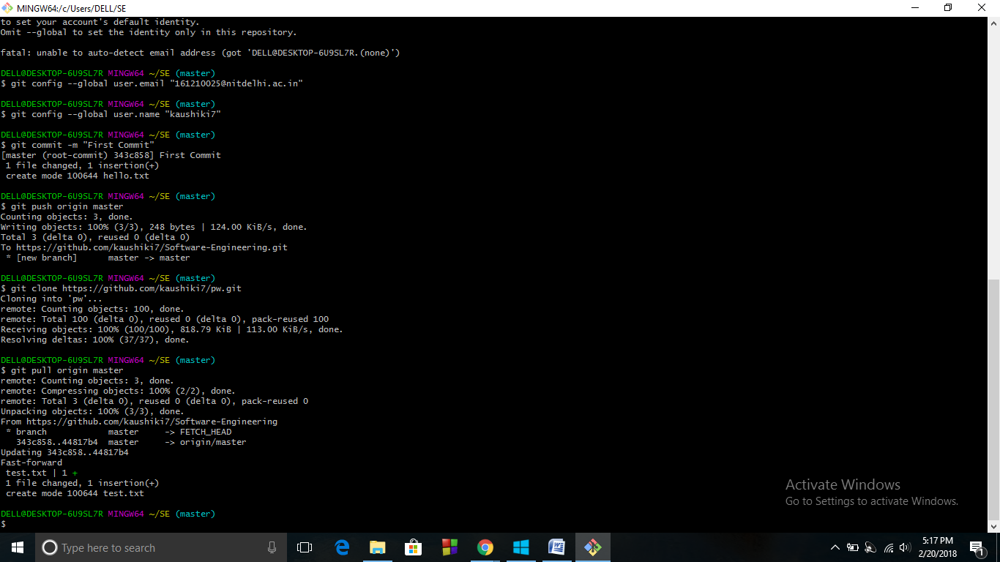 MINGW64:/c/Users/DELL/SE
to set your account's default identity.
Omit --global to set the identity only in this repository.
fatal: unable to auto-detect email address (got 'DELL@DESKTOP-6U9SL7R.(none)')
DELL@DESKTOP-6U9SL7R MINGW64 ~/SE (master)
$ git config --global user.email "161210025@nitdelhi.ac.in"
DELL@DESKTOP-6U9SL7R MINGW64 ~/SE (master)
$ git config --global user.name "kaushiki7"
DELL@DESKTOP-6U9SL7R MINGW64 ~/SE (master)
$ git commit -m "First Commit"
[master (root-commit) 343c858] First Commit
1 file changed, 1 insertion(+)
create mode 100644 hello.txt
DELL@DESKTOP-6U9SL7R MINGW64 ~/SE (master)
$ git push origin master
Counting objects: 3, done.
Writing objects: 100% (3/3), 248 bytes | 124.00 KiB/s, done.
Total 3 (delta 0), reused 0 (delta 0)
To https://github.com/kaushiki7/Software-Engineering.git
* [new branch]      master -> master
DELL@DESKTOP-6U9SL7R MINGW64 ~/SE (master)
$ git clone https://github.com/kaushiki7/pw.git
Cloning into 'pw'...
remote: Counting objects: 100, done.
remote: Total 100 (delta 0), reused 0 (delta 0), pack-reused 100
Receiving objects: 100% (100/100), 818.79 KiB | 113.00 KiB/s, done.
Resolving deltas: 100% (37/37), done.
DELL@DESKTOP-6U9SL7R MINGW64 ~/SE (master)
$ git pull origin master
remote: Counting objects: 3, done.
remote: Compressing objects: 100% (2/2), done.
remote: Total 3 (delta 0), reused 0 (delta 0), pack-reused 0
Unpacking objects: 100% (3/3), done.
From https://github.com/kaushiki7/Software-Engineering
* branch            master     -> FETCH_HEAD
343c858..44817b4  master     -> origin/master
Updating 343c858..44817b4
Fast-forward
test.txt | 1 +
1 file changed, 1 insertion(+)
create mode 100644 test.txt
DELL@DESKTOP-6U9SL7R MINGW64 ~/SE (master)
$
Activate Windows
Go to Settings to activate Windows.
Type here to search
5:17 PM
2/20/2018
1